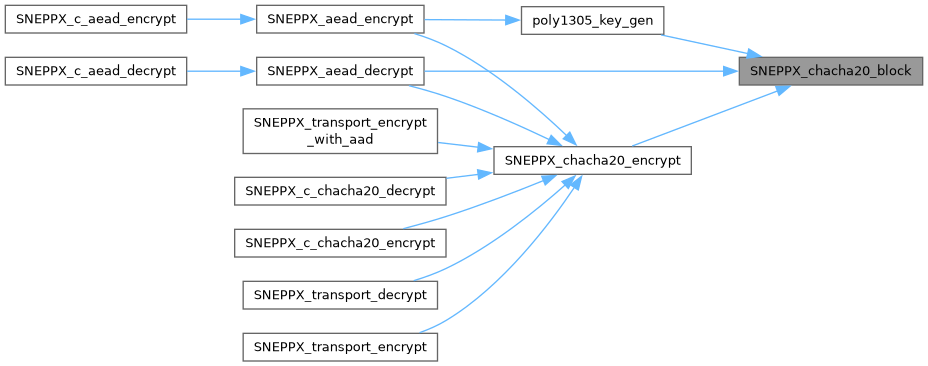 SNEPPX_c_aead_encrypt
SNEPPX_aead_encrypt
poly1305_key_gen
SNEPPX_c_aead_decrypt
SNEPPX_aead_decrypt
SNEPPX_chacha20_block
SNEPPX_transport_encrypt
_with_aad
SNEPPX_chacha20_encrypt
SNEPPX_c_chacha20_decrypt
SNEPPX_c_chacha20_encrypt
SNEPPX_transport_decrypt
SNEPPX_transport_encrypt